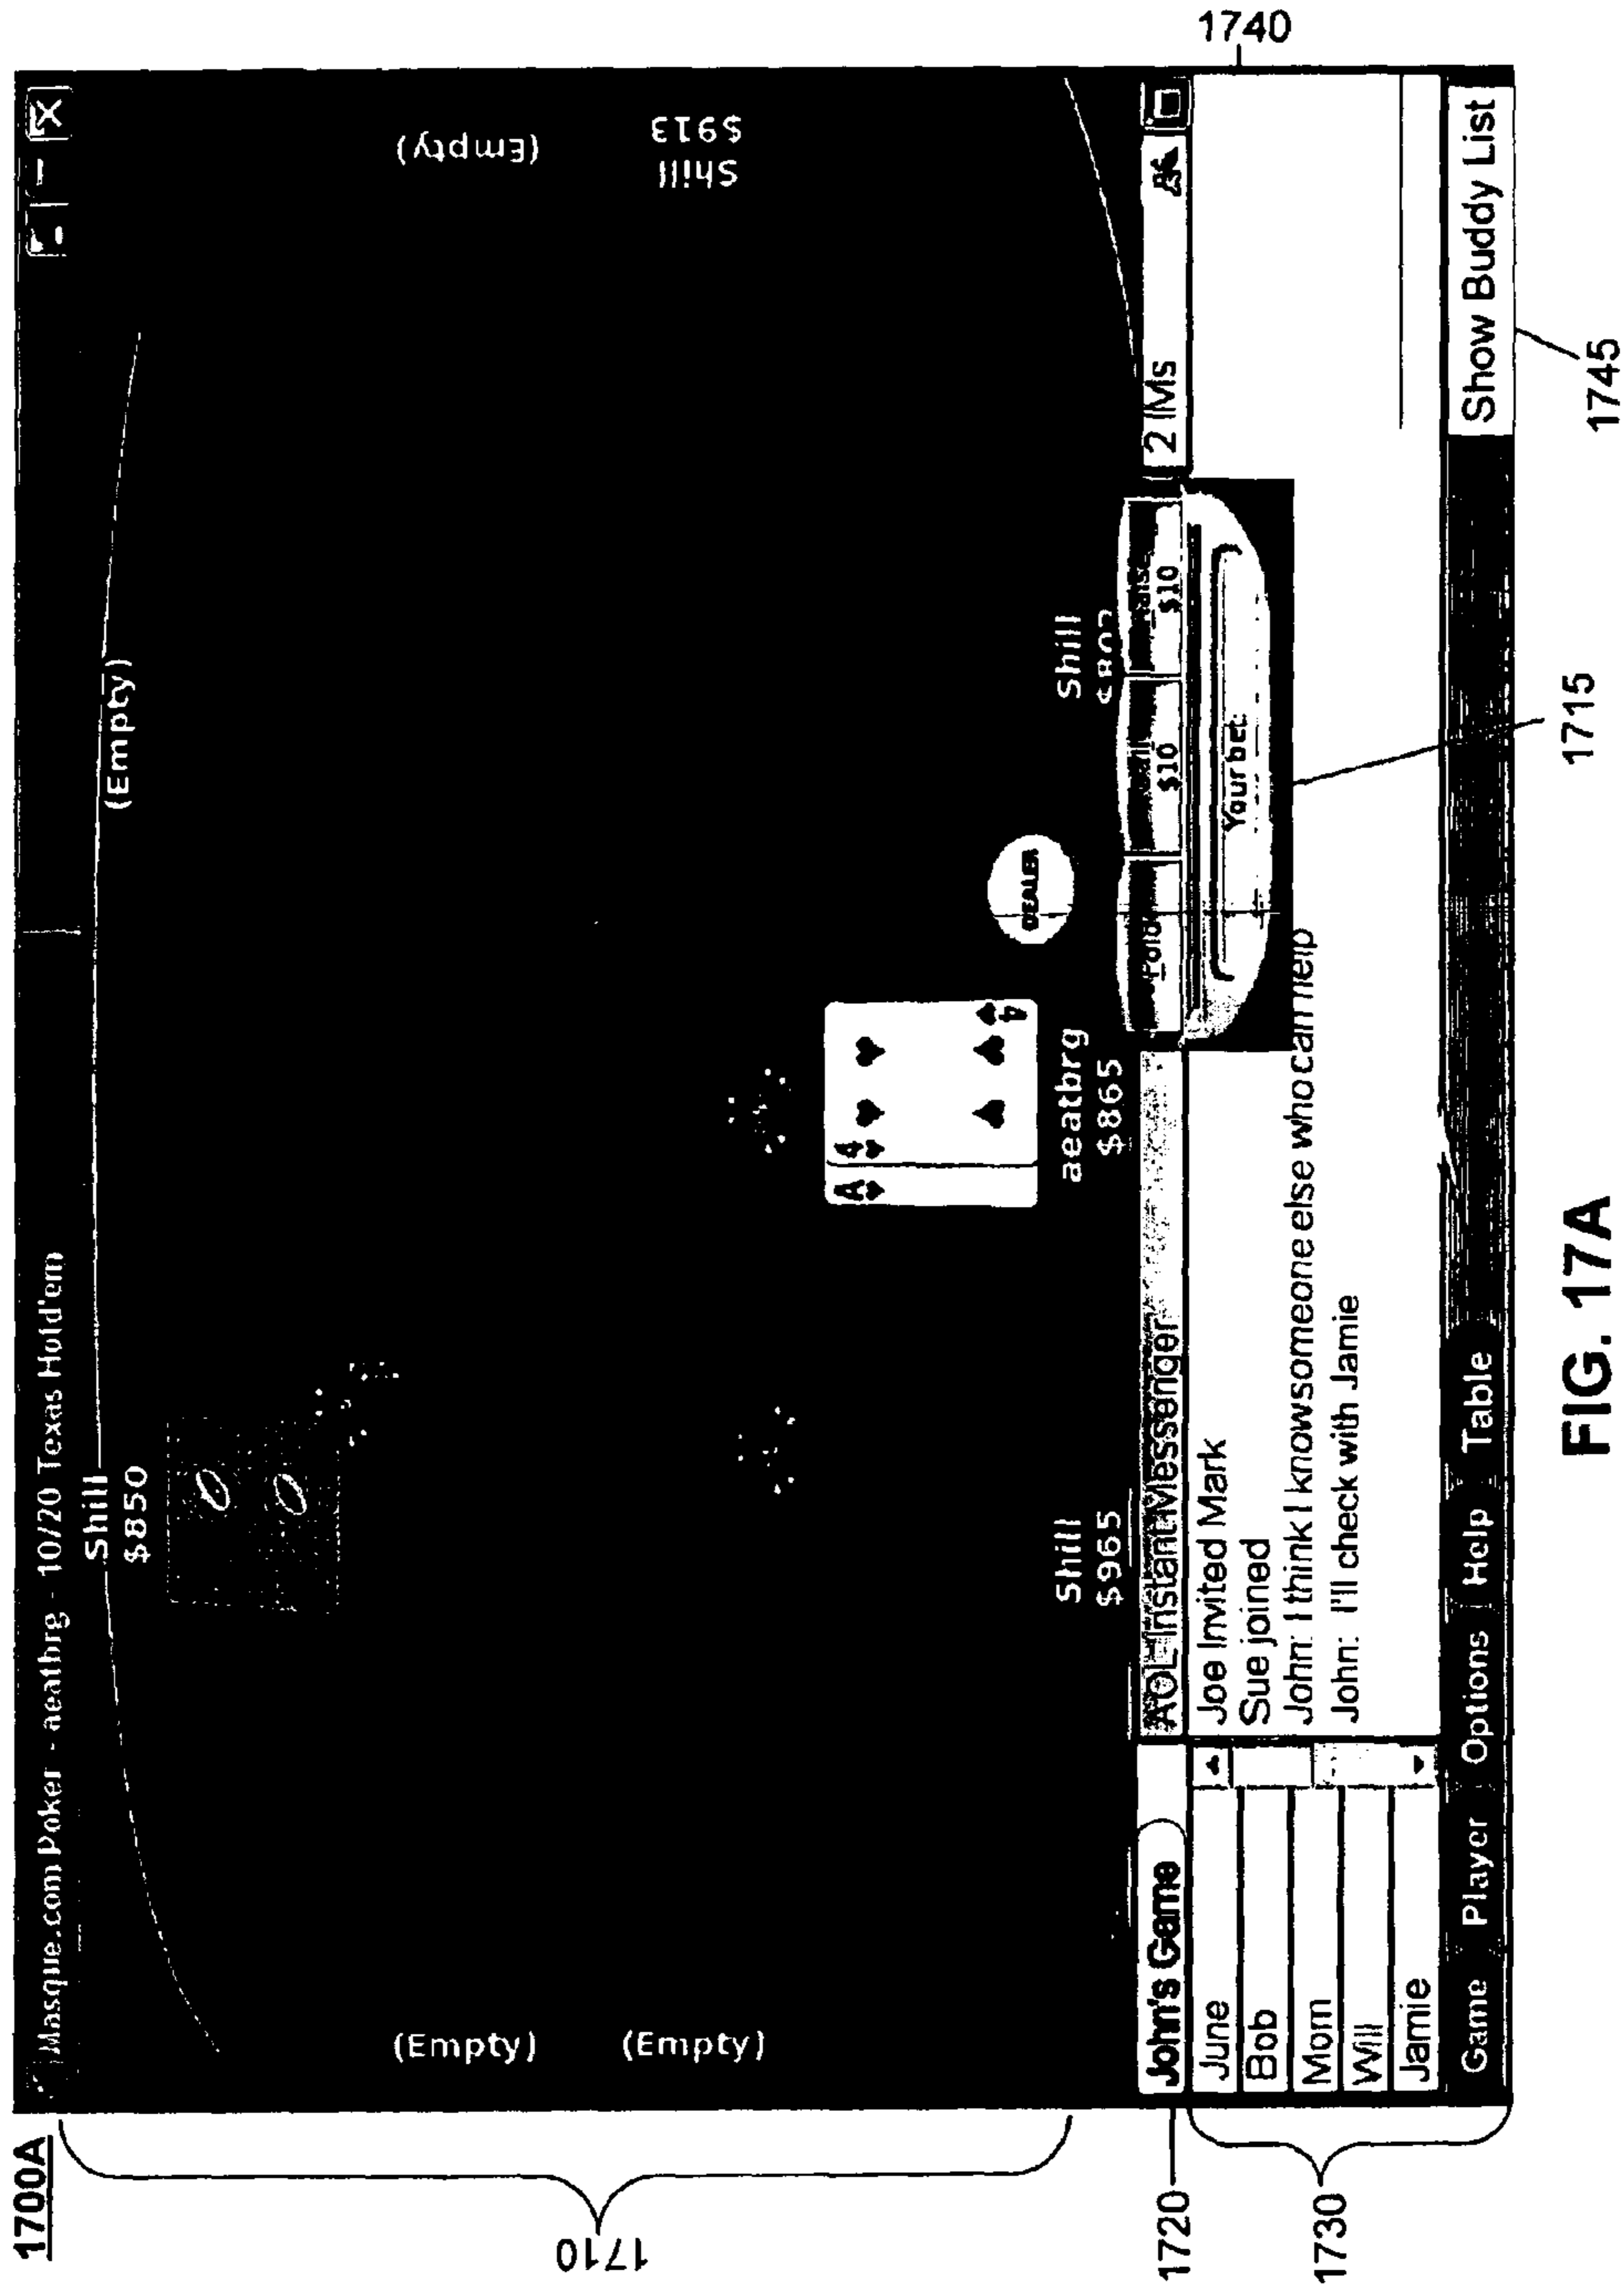 1700A
Masque.com Poker - aeatbrg - 10/20 Texas Hold'em
Shill
$850
(Empty)
(Empty)
(Empty)
(Empty)
Shill
$913
1710
A
4
4
DEALER
Shill
$965
aeatbrg
$865
Shill
Fold
$10
$10
Your bet:
1720
John's Game
AOL Instant Messenger
2 IMs
1740
1730
June
Bob
Mom
Will
Jamie
Joe Invited Mark
Sue joined
John: I think I know someone else who can help
John: I'll check with Jamie
Game
Player
Options
Help
Table
Show Buddy List
1715
1745
FIG. 17A